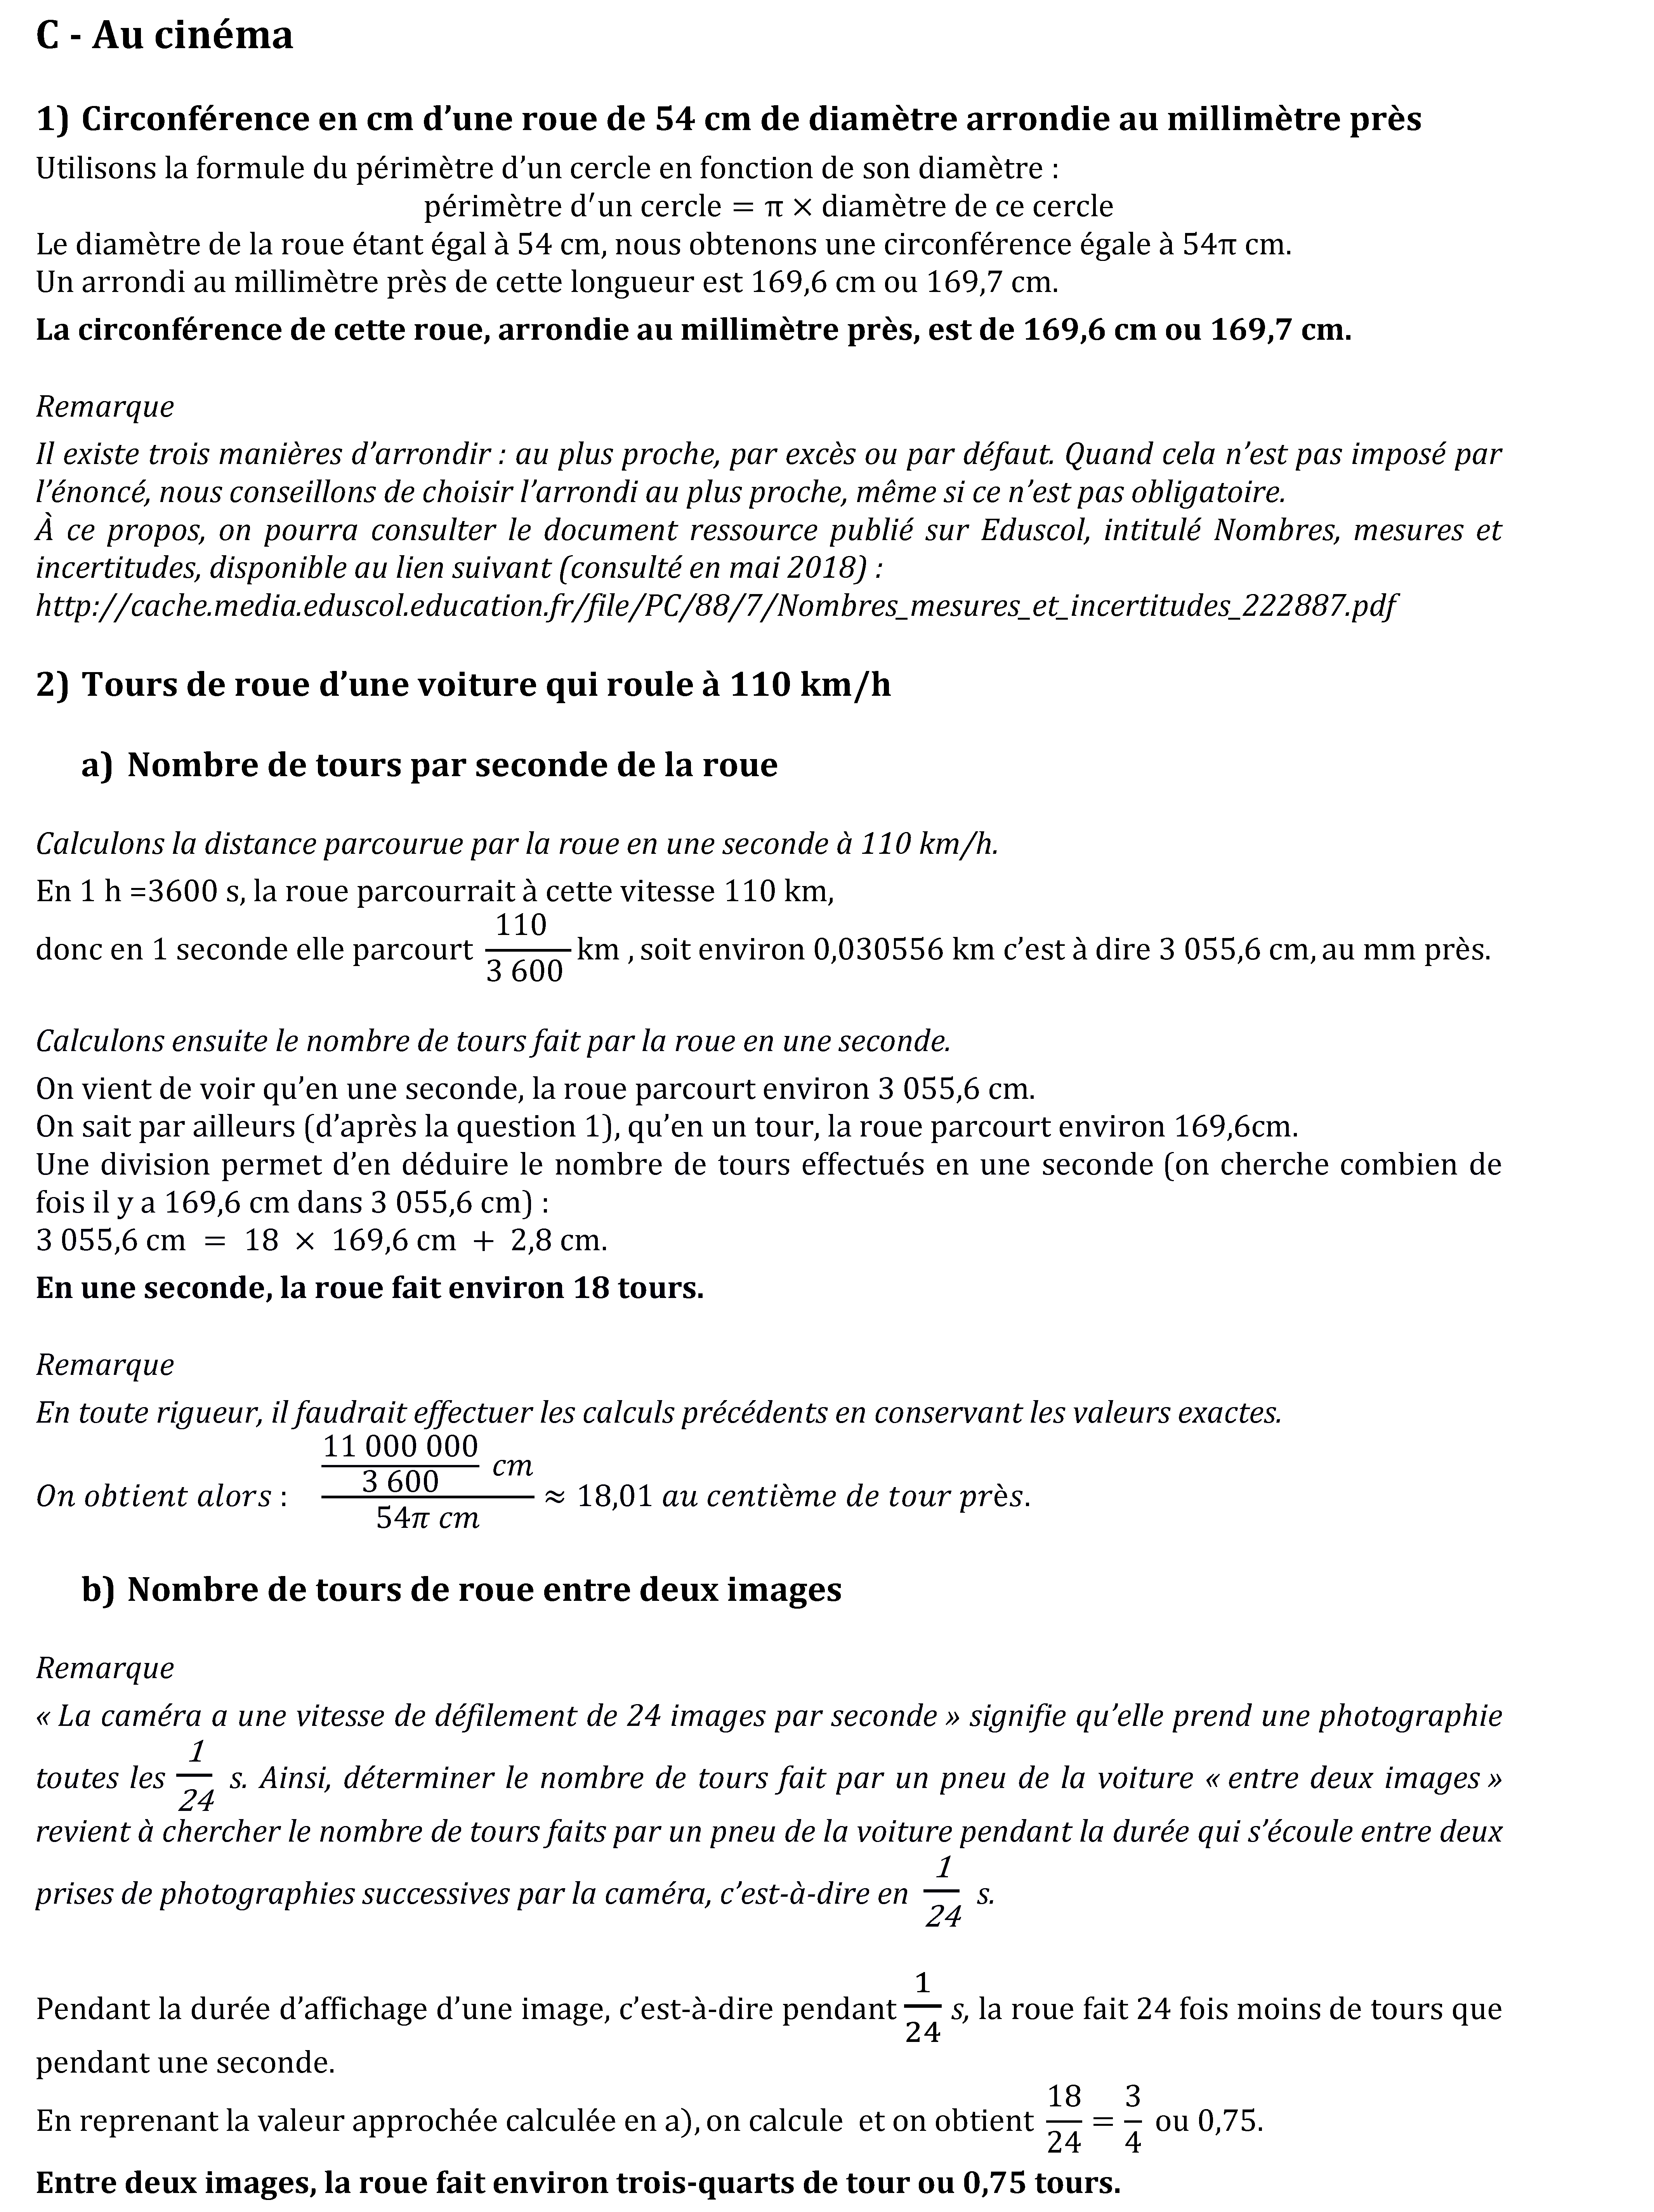 C - Au cinéma
1) Circonférence en cm d’une roue de 54 cm de diamètre arrondie au millimètre près
Utilisons la formule du périmètre d’un cercle en fonction de son diamètre :
périmètre d′un cercle = π × diamètre de ce cercle
Le diamètre de la roue étant égal à 54 cm, nous obtenons une circonférence égale à 54π cm.
Un arrondi au millimètre près de cette longueur est 169,6 cm ou 169,7 cm.
La circonférence de cette roue, arrondie au millimètre près, est de 169,6 cm ou 169,7 cm.
Remarque
Il existe trois manières d’arrondir : au plus proche, par excès ou par défaut. Quand cela n’est pas imposé par
l’énoncé, nous conseillons de choisir l’arrondi au plus proche, même si ce n’est pas obligatoire.
À ce propos, on pourra consulter le document ressource publié sur Eduscol, intitulé Nombres, mesures et
incertitudes, disponible au lien suivant (consulté en mai 2018) :
http://cache.media.eduscol.education.fr/file/PC/88/7/Nombres_mesures_et_incertitudes_222887.pdf
2) Tours de roue d’une voiture qui roule à 110 km/h
a) Nombre de tours par seconde de la roue
Calculons la distance parcourue par la roue en une seconde à 110 km/h.
En 1 h =3600 s, la roue parcourrait à cette vitesse 110 km,
donc en 1 seconde elle parcourt 110/3 600 km , soit environ 0,030556 km c’est à dire 3 055,6 cm, au mm près.
Calculons ensuite le nombre de tours fait par la roue en une seconde.
On vient de voir qu’en une seconde, la roue parcourt environ 3 055,6 cm.
On sait par ailleurs (d’après la question 1), qu’en un tour, la roue parcourt environ 169,6cm.
Une division permet d’en déduire le nombre de tours effectués en une seconde (on cherche combien de
fois il y a 169,6 cm dans 3 055,6 cm) :
3 055,6 cm = 18 × 169,6 cm + 2,8 cm.
En une seconde, la roue fait environ 18 tours.
Remarque
En toute rigueur, il faudrait effectuer les calculs précédents en conservant les valeurs exactes.
On obtient alors : (11 000 000/3 600 cm)/(54π cm) ≈ 18,01 au centième de tour près.
b) Nombre de tours de roue entre deux images
Remarque
« La caméra a une vitesse de défilement de 24 images par seconde » signifie qu’elle prend une photographie
toutes les 1/24 s. Ainsi, déterminer le nombre de tours fait par un pneu de la voiture « entre deux images »
revient à chercher le nombre de tours faits par un pneu de la voiture pendant la durée qui s’écoule entre deux
prises de photographies successives par la caméra, c’est-à-dire en 1/24 s.
Pendant la durée d’affichage d’une image, c’est-à-dire pendant 1/24 s, la roue fait 24 fois moins de tours que
pendant une seconde.
En reprenant la valeur approchée calculée en a), on calcule et on obtient 18/24 = 3/4 ou 0,75.
Entre deux images, la roue fait environ trois-quarts de tour ou 0,75 tours.